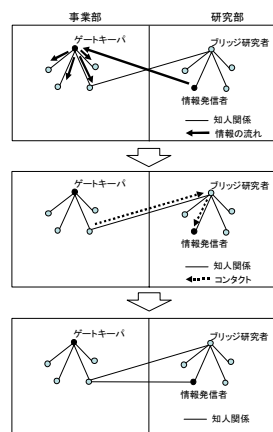 事業部 研究部
ゲートキーパ ブリッジ研究者
情報発信者
知人関係
情報の流れ
ゲートキーパ ブリッジ研究者
情報発信者
知人関係
コンタクト
ゲートキーパ ブリッジ研究者
情報発信者
知人関係